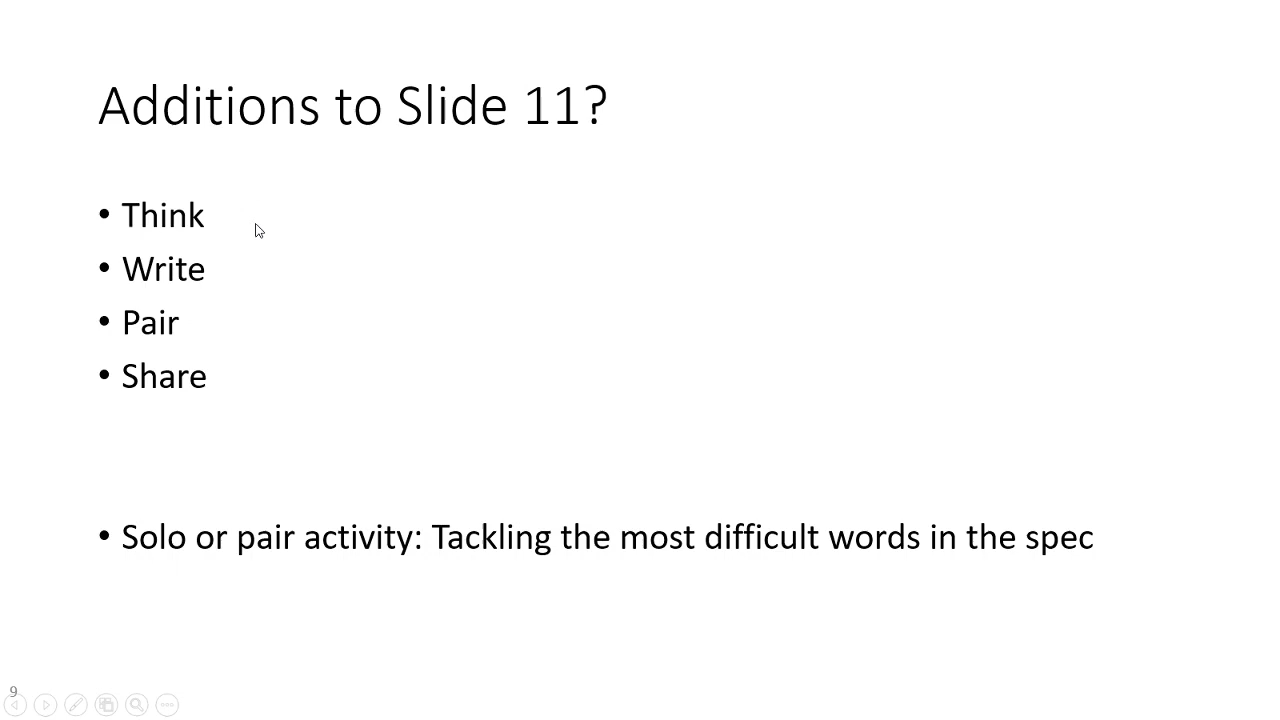 Additions to Slide 11?
• Think
• Write
• Pair
• Share
• Solo or pair activity: Tackling the most difficult words in the spec
9